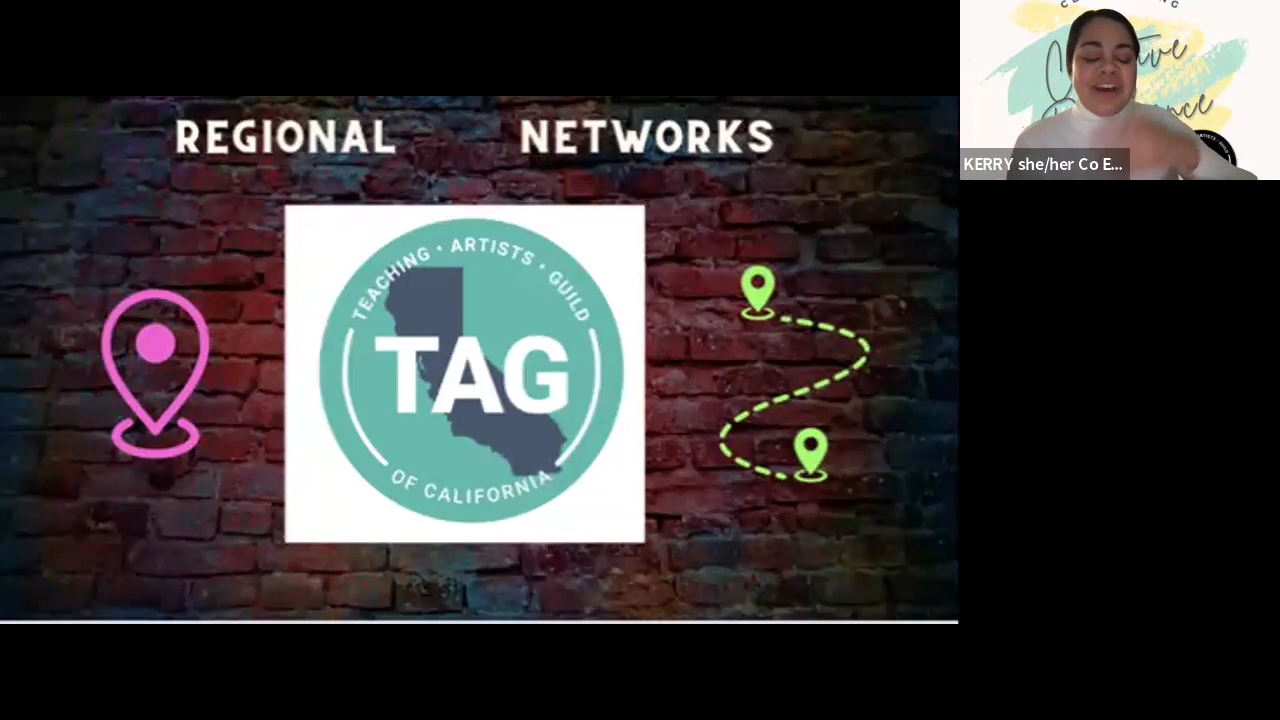 REGIONAL NETWORKS
TEACHING • ARTISTS • GUILD
TAG
OF CALIFORNIA
KERRY she/her Co E...